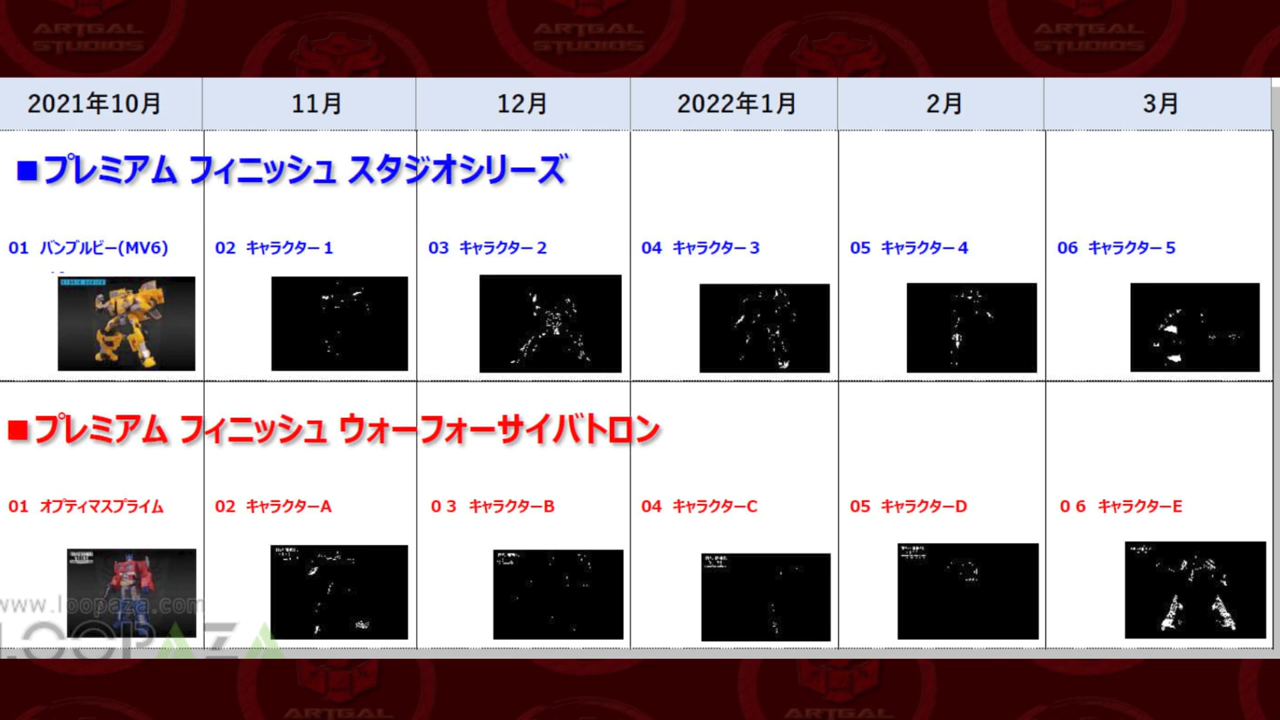 ARTGAL ARTGAL ARTGAL
STUDIOS STUDIOS STUDIOS
2021年10月 11月 12月 2022年1月 2月 3月
■プレミアム フィニッシュ スタジオシリーズ
01 バンブルビー(MV6) 02 キャラクター1 03 キャラクター2 04 キャラクター3 05 キャラクター4 06 キャラクター5
STUDIO SERIES
■プレミアム フィニッシュ ウォーフォーサイバトロン
01 オプティマスプライム 02 キャラクターA 03 キャラクターB 04 キャラクターC 05 キャラクターD 06 キャラクターE
www.loopaza.com
LOOPAZA
ARTGAL ARTGAL